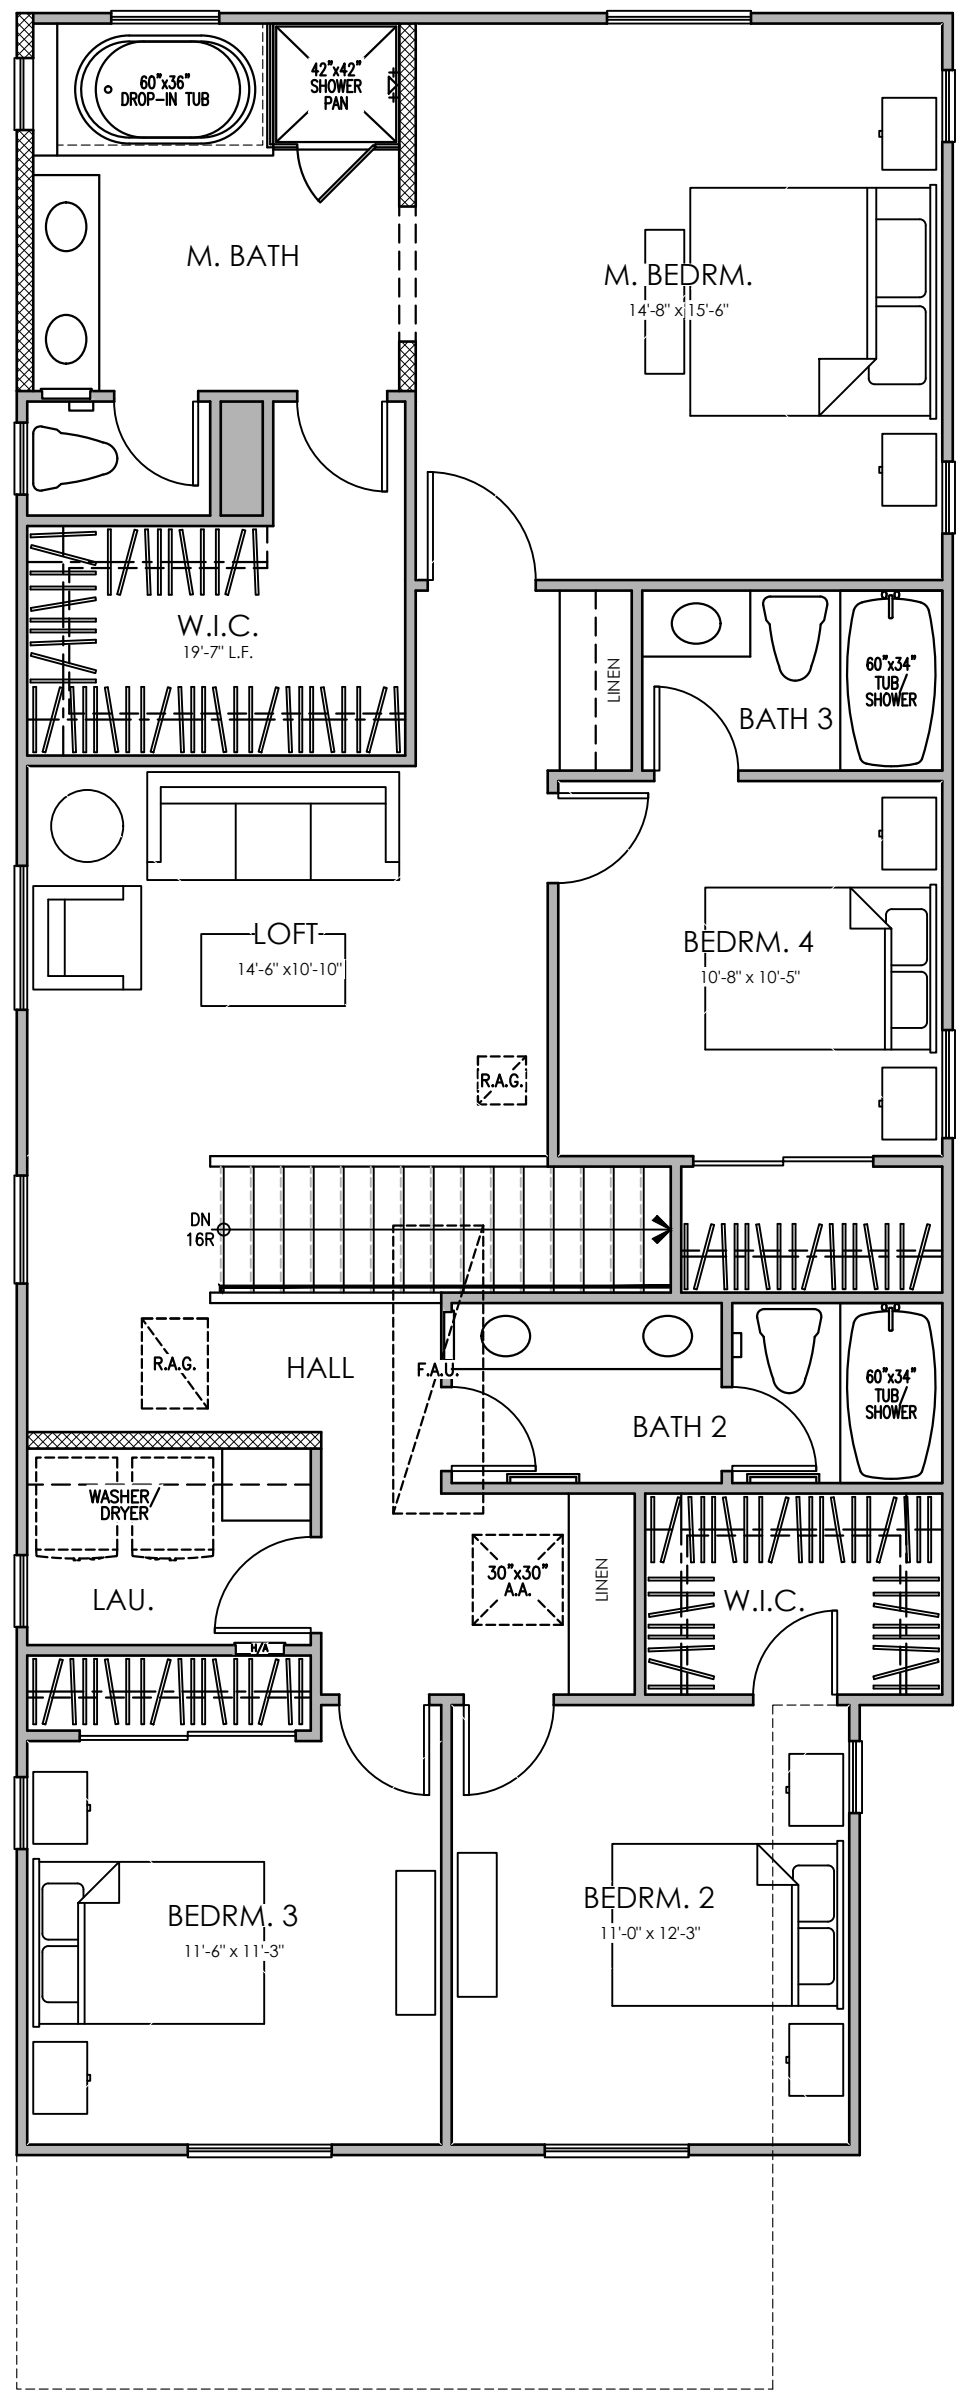 60"x36"
DROP-IN TUB
42"x42"
SHOWER
PAN
M. BATH
M. BEDRM.
14'-8" x 15'-6"
W.I.C.
19'-7" L.F.
LINEN
BATH 3
60"x34"
TUB/
SHOWER
LOFT
14'-6" x10'-10"
BEDRM. 4
10'-8" x 10'-5"
R.A.G.
DN
16R
R.A.G.
HALL
F.A.U.
BATH 2
60"x34"
TUB/
SHOWER
WASHER/
DRYER
LAU.
30"x30"
A.A.
LINEN
W.I.C.
H/A
BEDRM. 3
11'-6" x 11'-3"
BEDRM. 2
11'-0" x 12'-3"